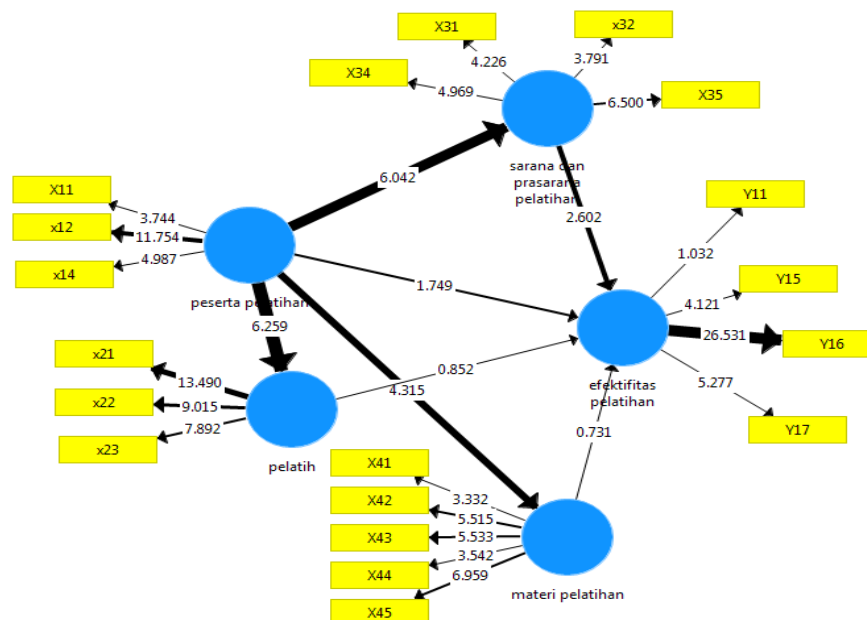 X31
x32
4.226
3.791
X34
4.969
6.500
X35
sarana dan
prasarana
pelatihan
6.042
2.602
X11
3.744
x12
11.754
x14
4.987
peserta pelatihan
1.749
6.259
Y11
1.032
Y15
4.121
26.531
Y16
efektifitas
pelatihan
5.277
Y17
x21
13.490
x22
9.015
x23
7.892
pelatih
0.852
4.315
0.731
X41
3.332
X42
5.515
X43
5.533
X44
3.542
X45
6.959
materi pelatihan